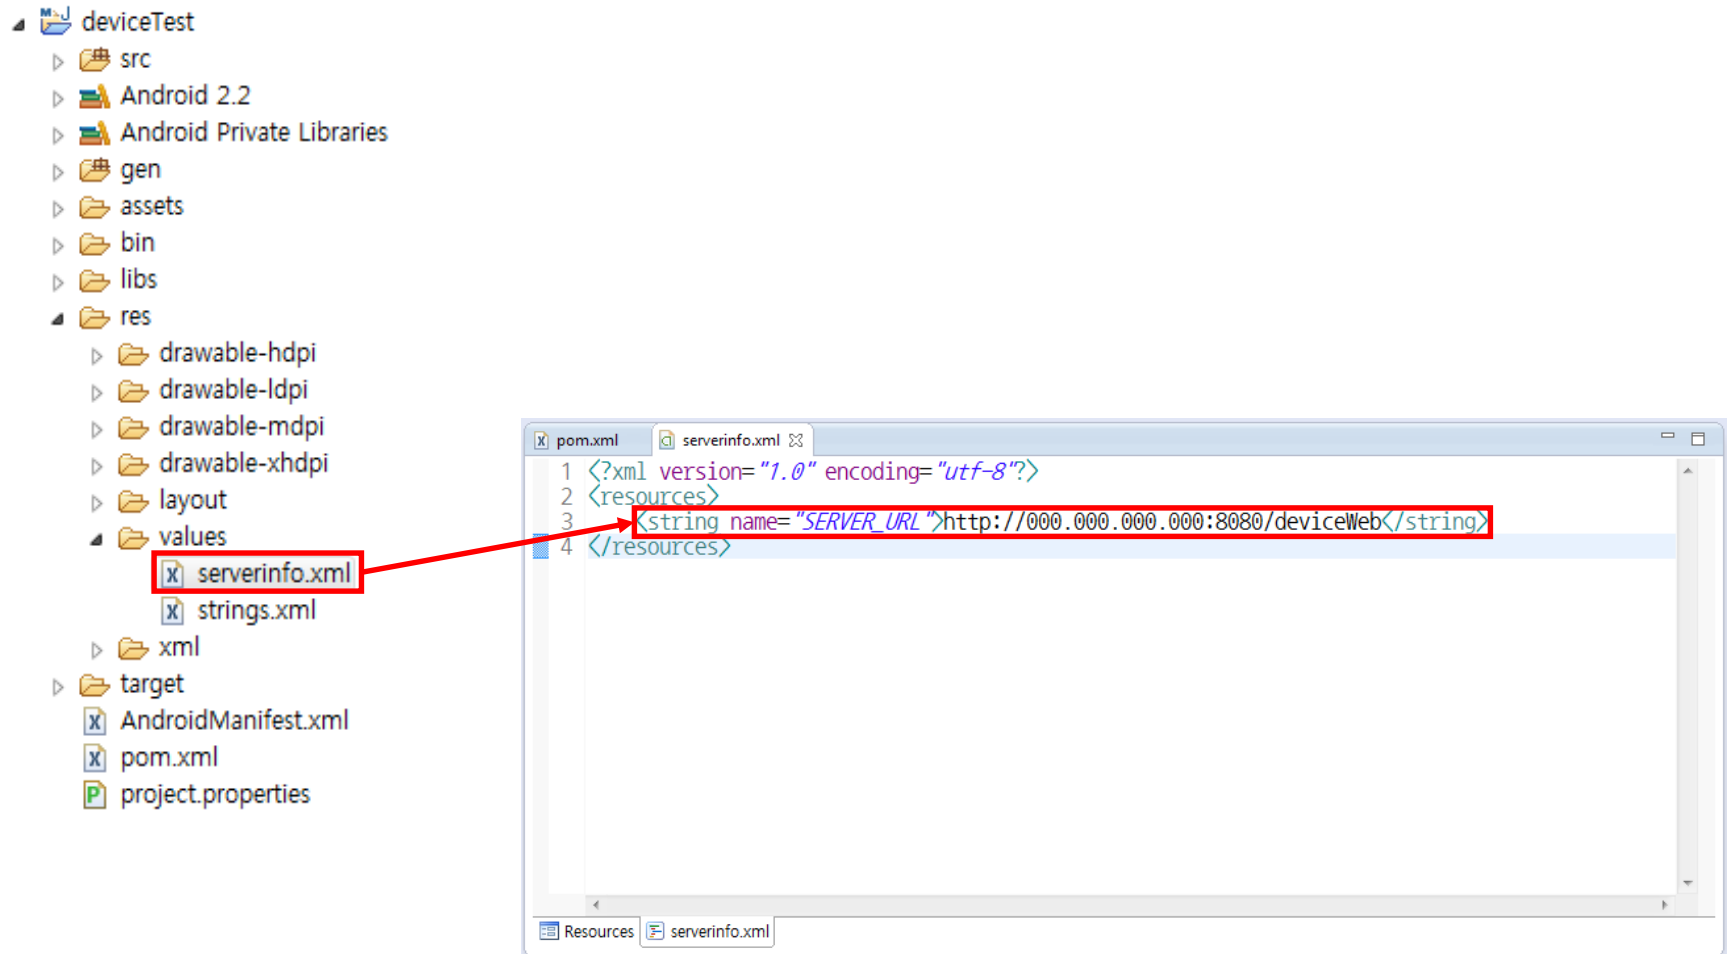 deviceTest
src
Android 2.2
Android Private Libraries
gen
assets
bin
libs
res
drawable-hdpi
drawable-ldpi
drawable-mdpi
drawable-xhdpi
layout
values
serverinfo.xml
strings.xml
xml
target
AndroidManifest.xml
pom.xml
project.properties
pom.xml serverinfo.xml
1 <?xml version="1.0" encoding="utf-8"?>
2 <resources>
3 <string name="SERVER_URL">http://000.000.000.000:8080/deviceWeb</string>
4 </resources>
Resources serverinfo.xml